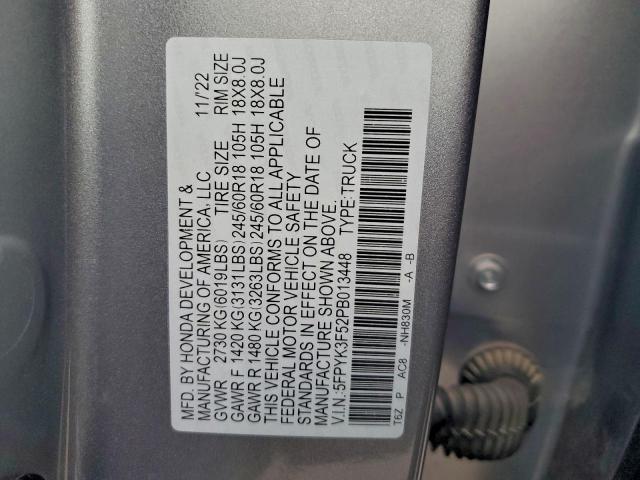 MFD. BY HONDA DEVELOPMENT & 11/'22
MANUFACTURING OF AMERICA, LLC
GVWR 2730 KG(6019LBS) TIRE SIZE RIM SIZE
GAWR F 1420 KG(3131LBS)245/60R18 105H 18X8.0J
GAWR R 1480 KG(3263LBS)245/60R18 105H 18X8.0J
THIS VEHICLE CONFORMS TO ALL APPLICABLE
FEDERAL MOTOR VEHICLE SAFETY
STANDARDS IN EFFECT ON THE DATE OF
MANUFACTURE SHOWN ABOVE.
V.I.N.:5FPYK3F52PB013448 TYPE:TRUCK
T6Z P AC8 -NH830M -A -B